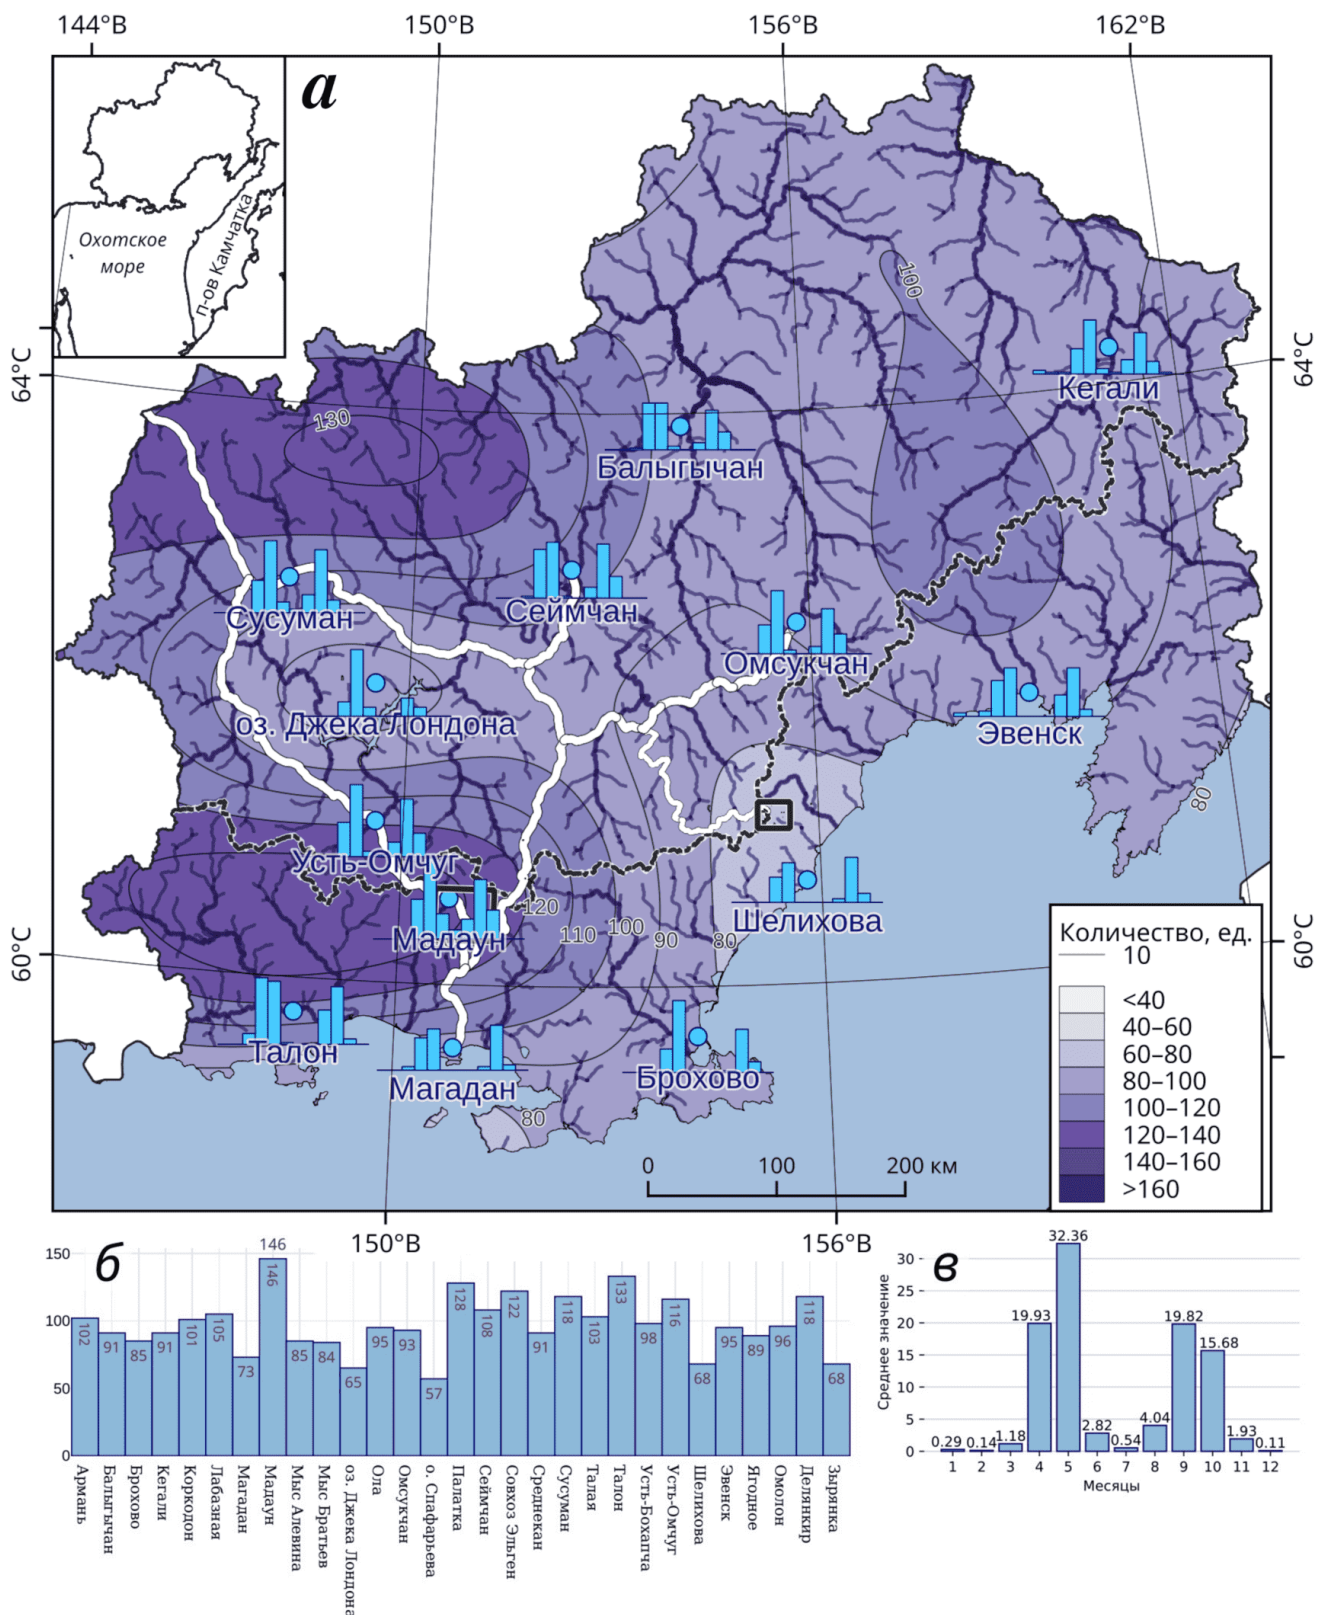 144°В 150°В 156°В 162°В
а
Охотское
море
п-ов Камчатка
100
64°С 64°С
Кегали
130
Балыгычан
Сусуман
Сеймчан
Омсукчан
оз. Джека Лондона
Эвенск
80
Усть-Омчуг
120
Шелихова
110 100 90 80
Мадаун
60°С 60°С
Количество, ед.
10
<40
40–60
60–80
80–100
100–120
120–140
140–160
>160
Талон
Магадан
Брохово
80
0 100 200 км
150°В 156°В
б
150
100
50
0
146
102 91 85 91 101 105 73 146 85 84 65 95 93 57 128 108 122 91 118 103 133 98 116 68 95 89 96 118 68
Армань
Балыгычан
Брохово
Кегали
Коркодон
Лабазная
Магадан
Мадаун
Мыс Алевина
Мыс Братьев
оз. Джека Лондона
Ола
Омсукчан
о. Спафарьева
Палатка
Сеймчан
Совхоз Эльген
Среднекан
Сусуман
Талая
Талон
Усть-Бохапча
Усть-Омчуг
Шелихова
Эвенск
Ягодное
Омолон
Делянкир
Зырянка
в
Среднее значение
30
25
20
15
10
5
0
0.29 0.14 1.18 19.93 32.36 2.82 0.54 4.04 19.82 15.68 1.93 0.11
1 2 3 4 5 6 7 8 9 10 11 12
Месяцы